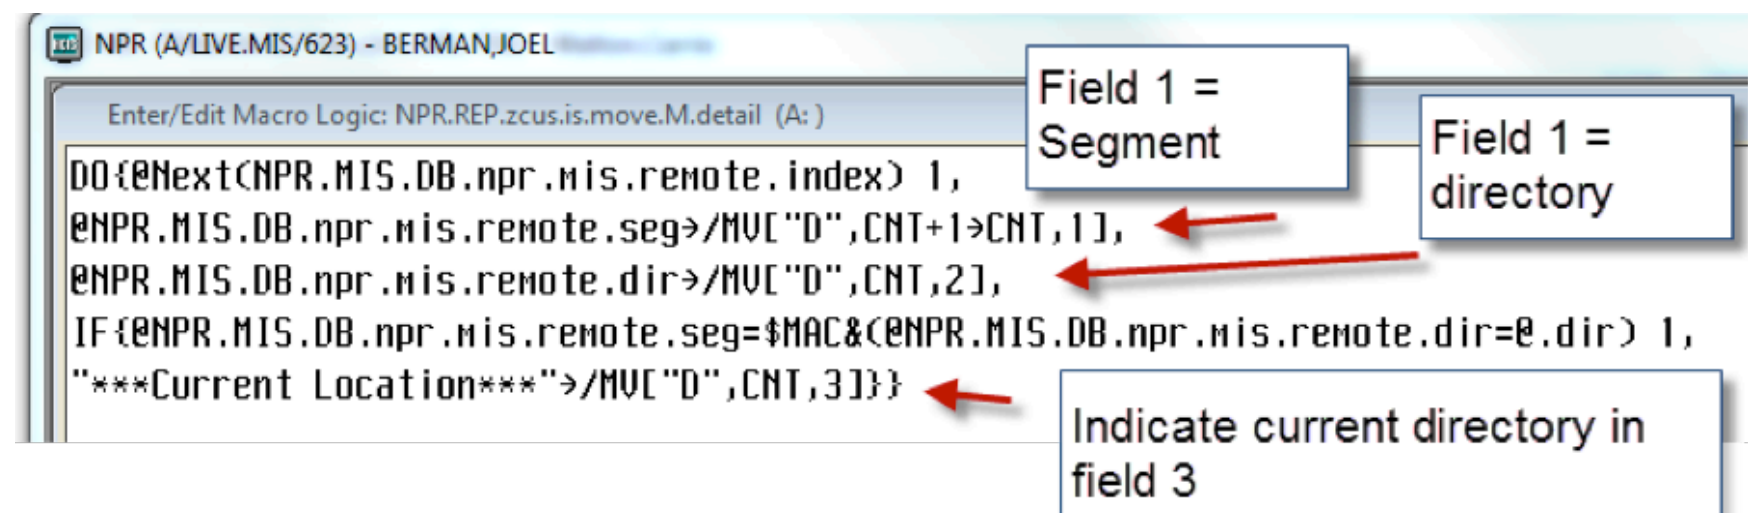 NPR (A/LIVE.MIS/623) - BERMAN,JOEL
Enter/Edit Macro Logic: NPR.REP.zcus.is.move.M.detail (A: )
Field 1 =
Segment
Field 1 =
directory
DO{@Next(NPR.MIS.DB.npr.mis.remote.index) 1,
@NPR.MIS.DB.npr.mis.remote.seg→/MV["D",CNT+1→CNT,1],
@NPR.MIS.DB.npr.mis.remote.dir→/MV["D",CNT,2],
IF{@NPR.MIS.DB.npr.mis.remote.seg=$MAC&(@NPR.MIS.DB.npr.mis.remote.dir=@.dir) 1,
"***Current Location***"→/MV["D",CNT,3]}}
Indicate current directory in
field 3